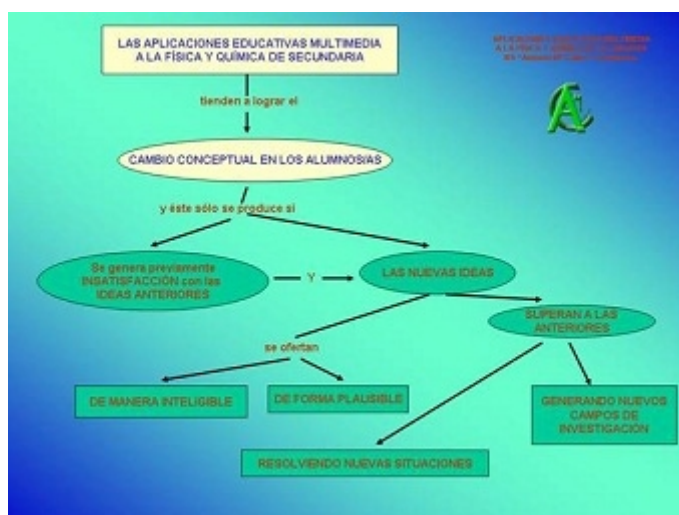 LAS APLICACIONES EDUCATIVAS MULTIMEDIA
A LA FÍSICA Y QUÍMICA DE SECUNDARIA
tienden a lograr el
CAMBIO CONCEPTUAL EN LOS ALUMNOS/AS
y éste sólo se produce si
Se genera previamente
INSATISFACCIÓN con las
IDEAS ANTERIORES
Y
LAS NUEVAS IDEAS
SUPERAN A LAS
ANTERIORES
se ofertan
DE MANERA INTELIGIBLE
DE FORMA PLAUSIBLE
GENERANDO NUEVOS
CAMPOS DE
INVESTIGACIÓN
RESOLVIENDO NUEVAS SITUACIONES